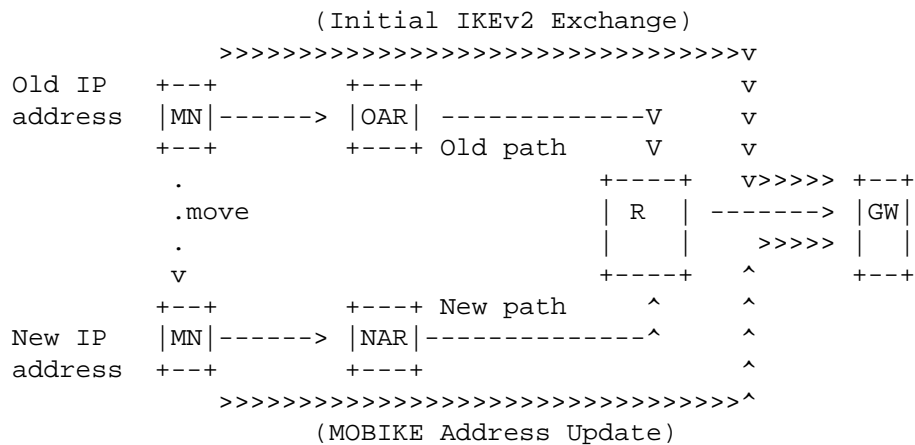 (Initial IKEv2 Exchange)
>>>>>>>>>>>>>>>>>>>>>>>>>>>>>>>>>v
Old IP +--+ +---+ v
address |MN|------> |OAR| -------------V v
+--+ +---+ Old path V v
. +----+ v>>>>> +--+
.move | R | -------> |GW|
. | | >>>>> | |
v +----+ ^ +--+
+--+ +---+ New path ^ ^
New IP |MN|------> |NAR|--------------^ ^
address +--+ +---+ ^
>>>>>>>>>>>>>>>>>>>>>>>>>>>>>>>>>^
(MOBIKE Address Update)